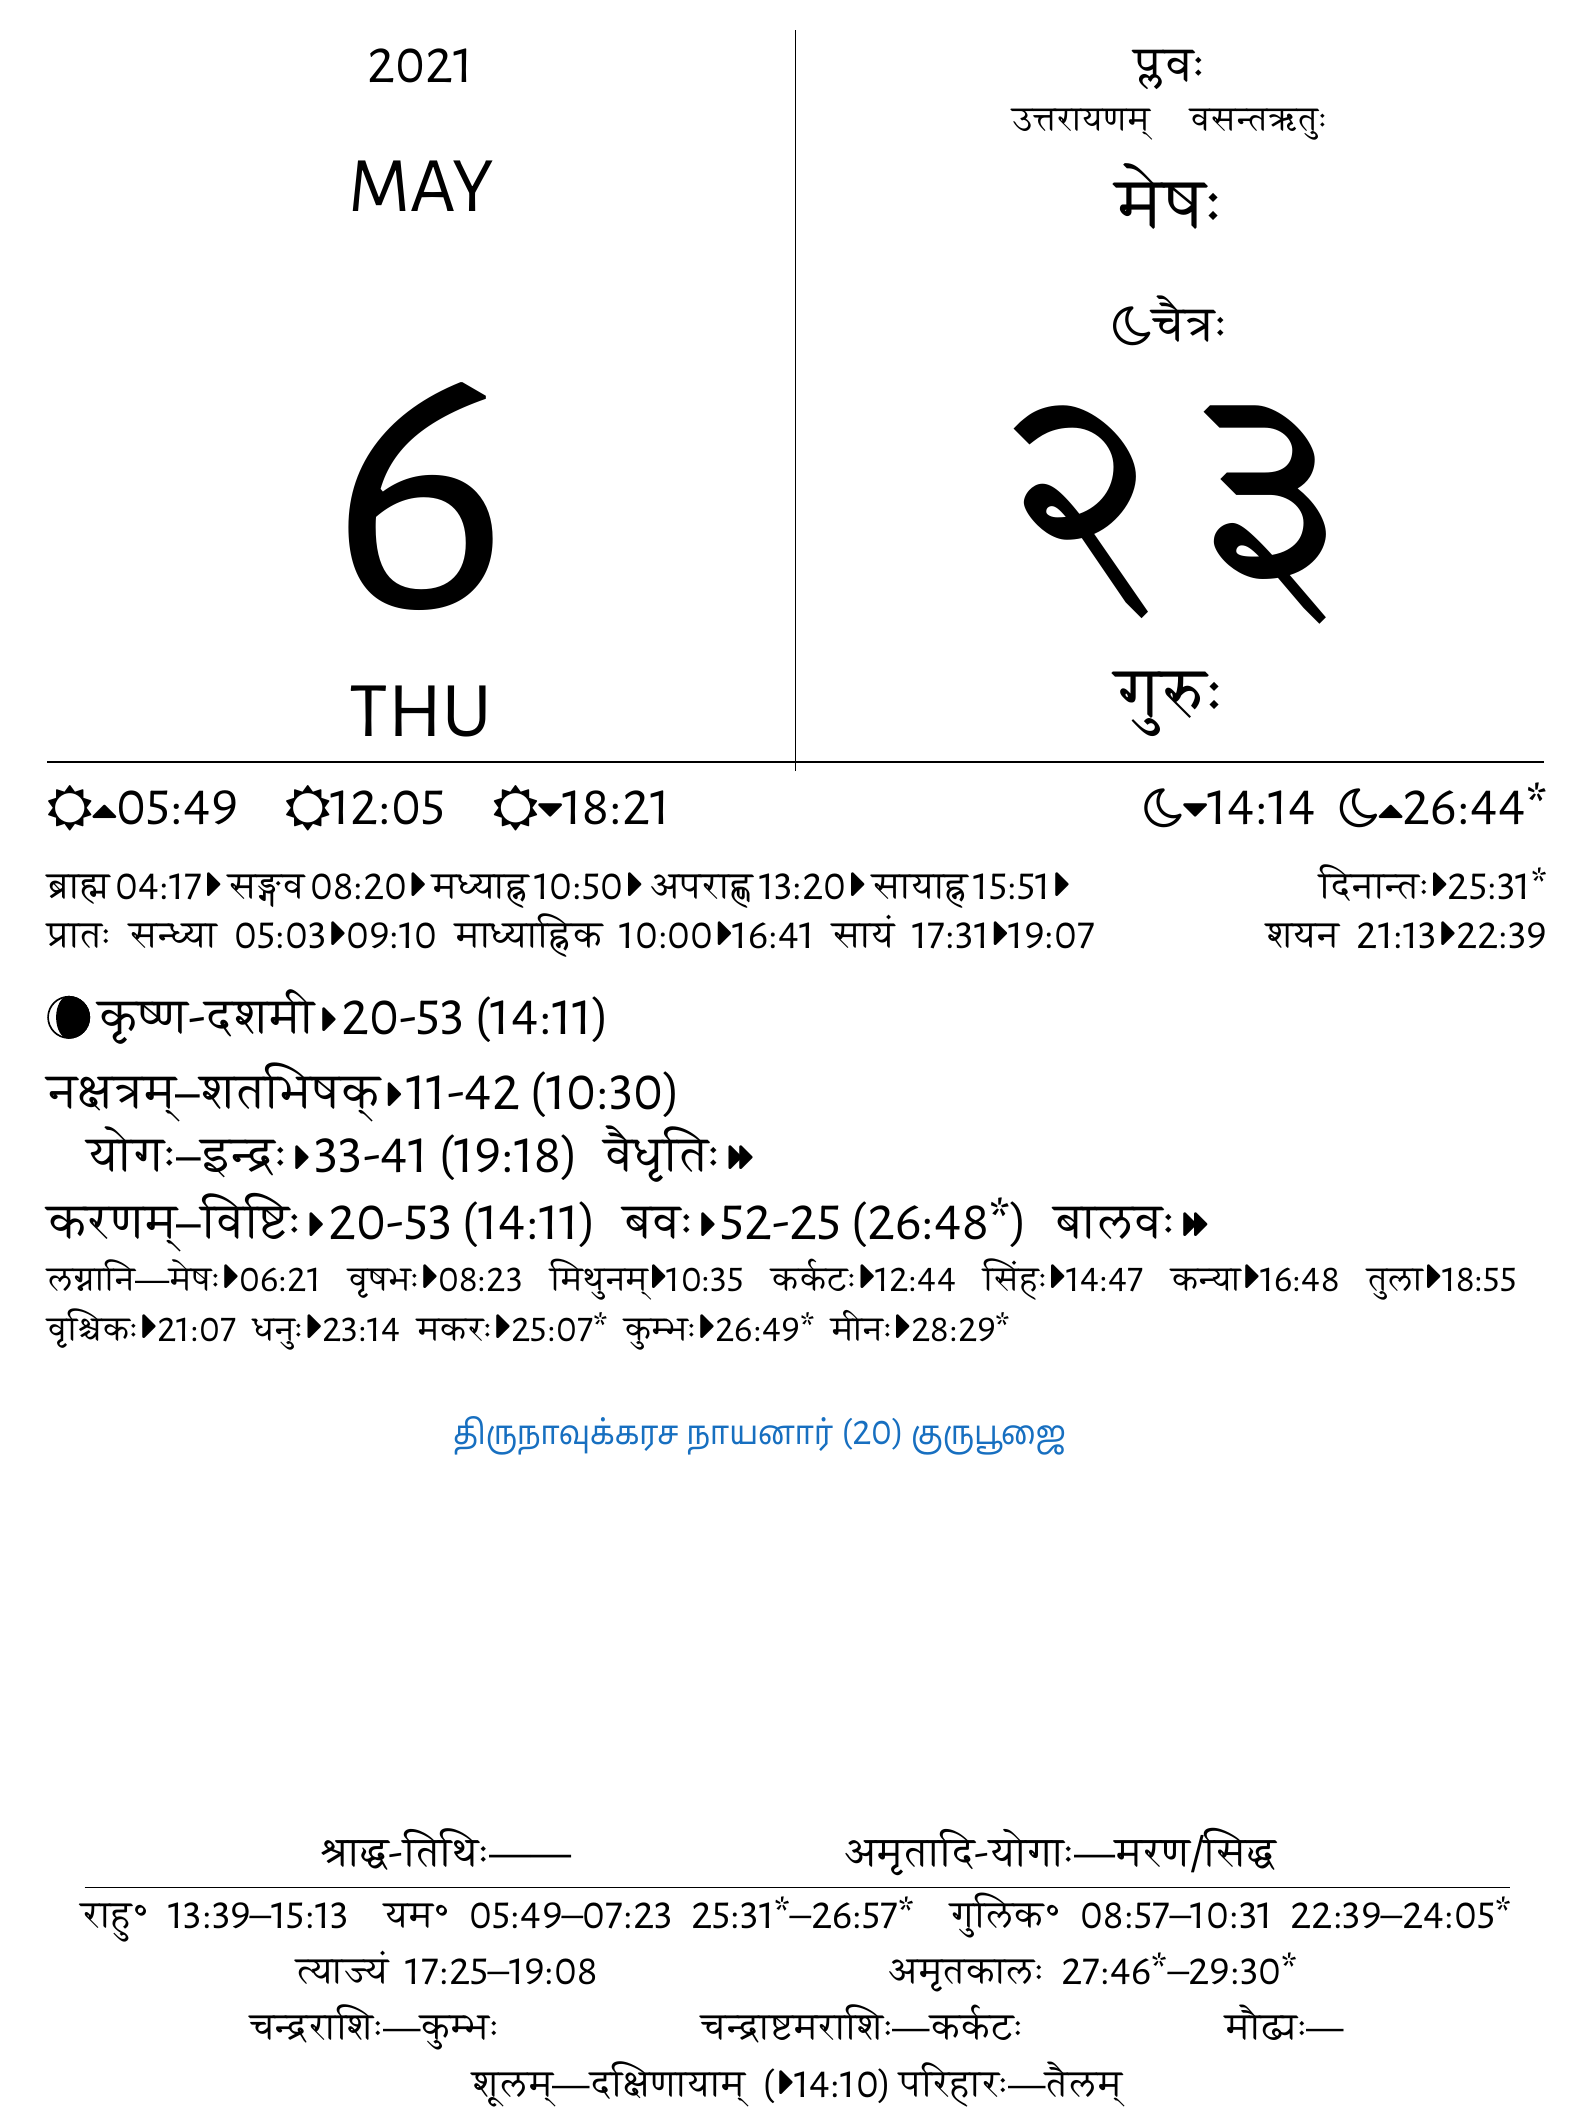 2021
MAY
6
THU
प्लवः
उत्तरायणम् वसन्तऋतुः
मेषः
चैत्रः
२३
गुरुः
05:49 12:05 18:21 14:14 26:44*
ब्राह्म 04:17 सङ्गव 08:20 मध्याह्न 10:50 अपराह्ण 13:20 सायाह्न 15:51 दिनान्तः 25:31*
प्रातः सन्ध्या 05:03 09:10 माध्याह्निक 10:00 16:41 सायं 17:31 19:07 शयन 21:13 22:39
कृष्ण-दशमी 20-53 (14:11)
नक्षत्रम्–शतभिषक् 11-42 (10:30)
योगः–इन्द्रः 33-41 (19:18) वैधृतिः
करणम्–विष्टिः 20-53 (14:11) बवः 52-25 (26:48*) बालवः
लग्नानि—मेषः 06:21 वृषभः 08:23 मिथुनम् 10:35 कर्कटः 12:44 सिंहः 14:47 कन्या 16:48 तुला 18:55
वृश्चिकः 21:07 धनुः 23:14 मकरः 25:07* कुम्भः 26:49* मीनः 28:29*
திருநாவுக்கரச நாயனார் (20) குருபூஜை
श्राद्ध-तिथिः—— अमृतादि-योगाः—मरण/सिद्ध
राहु॰ 13:39–15:13 यम॰ 05:49–07:23 25:31*–26:57* गुलिक॰ 08:57–10:31 22:39–24:05*
त्याज्यं 17:25–19:08 अमृतकालः 27:46*–29:30*
चन्द्रराशिः—कुम्भः चन्द्राष्टमराशिः—कर्कटः मौढ्यः—
शूलम्—दक्षिणायाम् (14:10) परिहारः—तैलम्